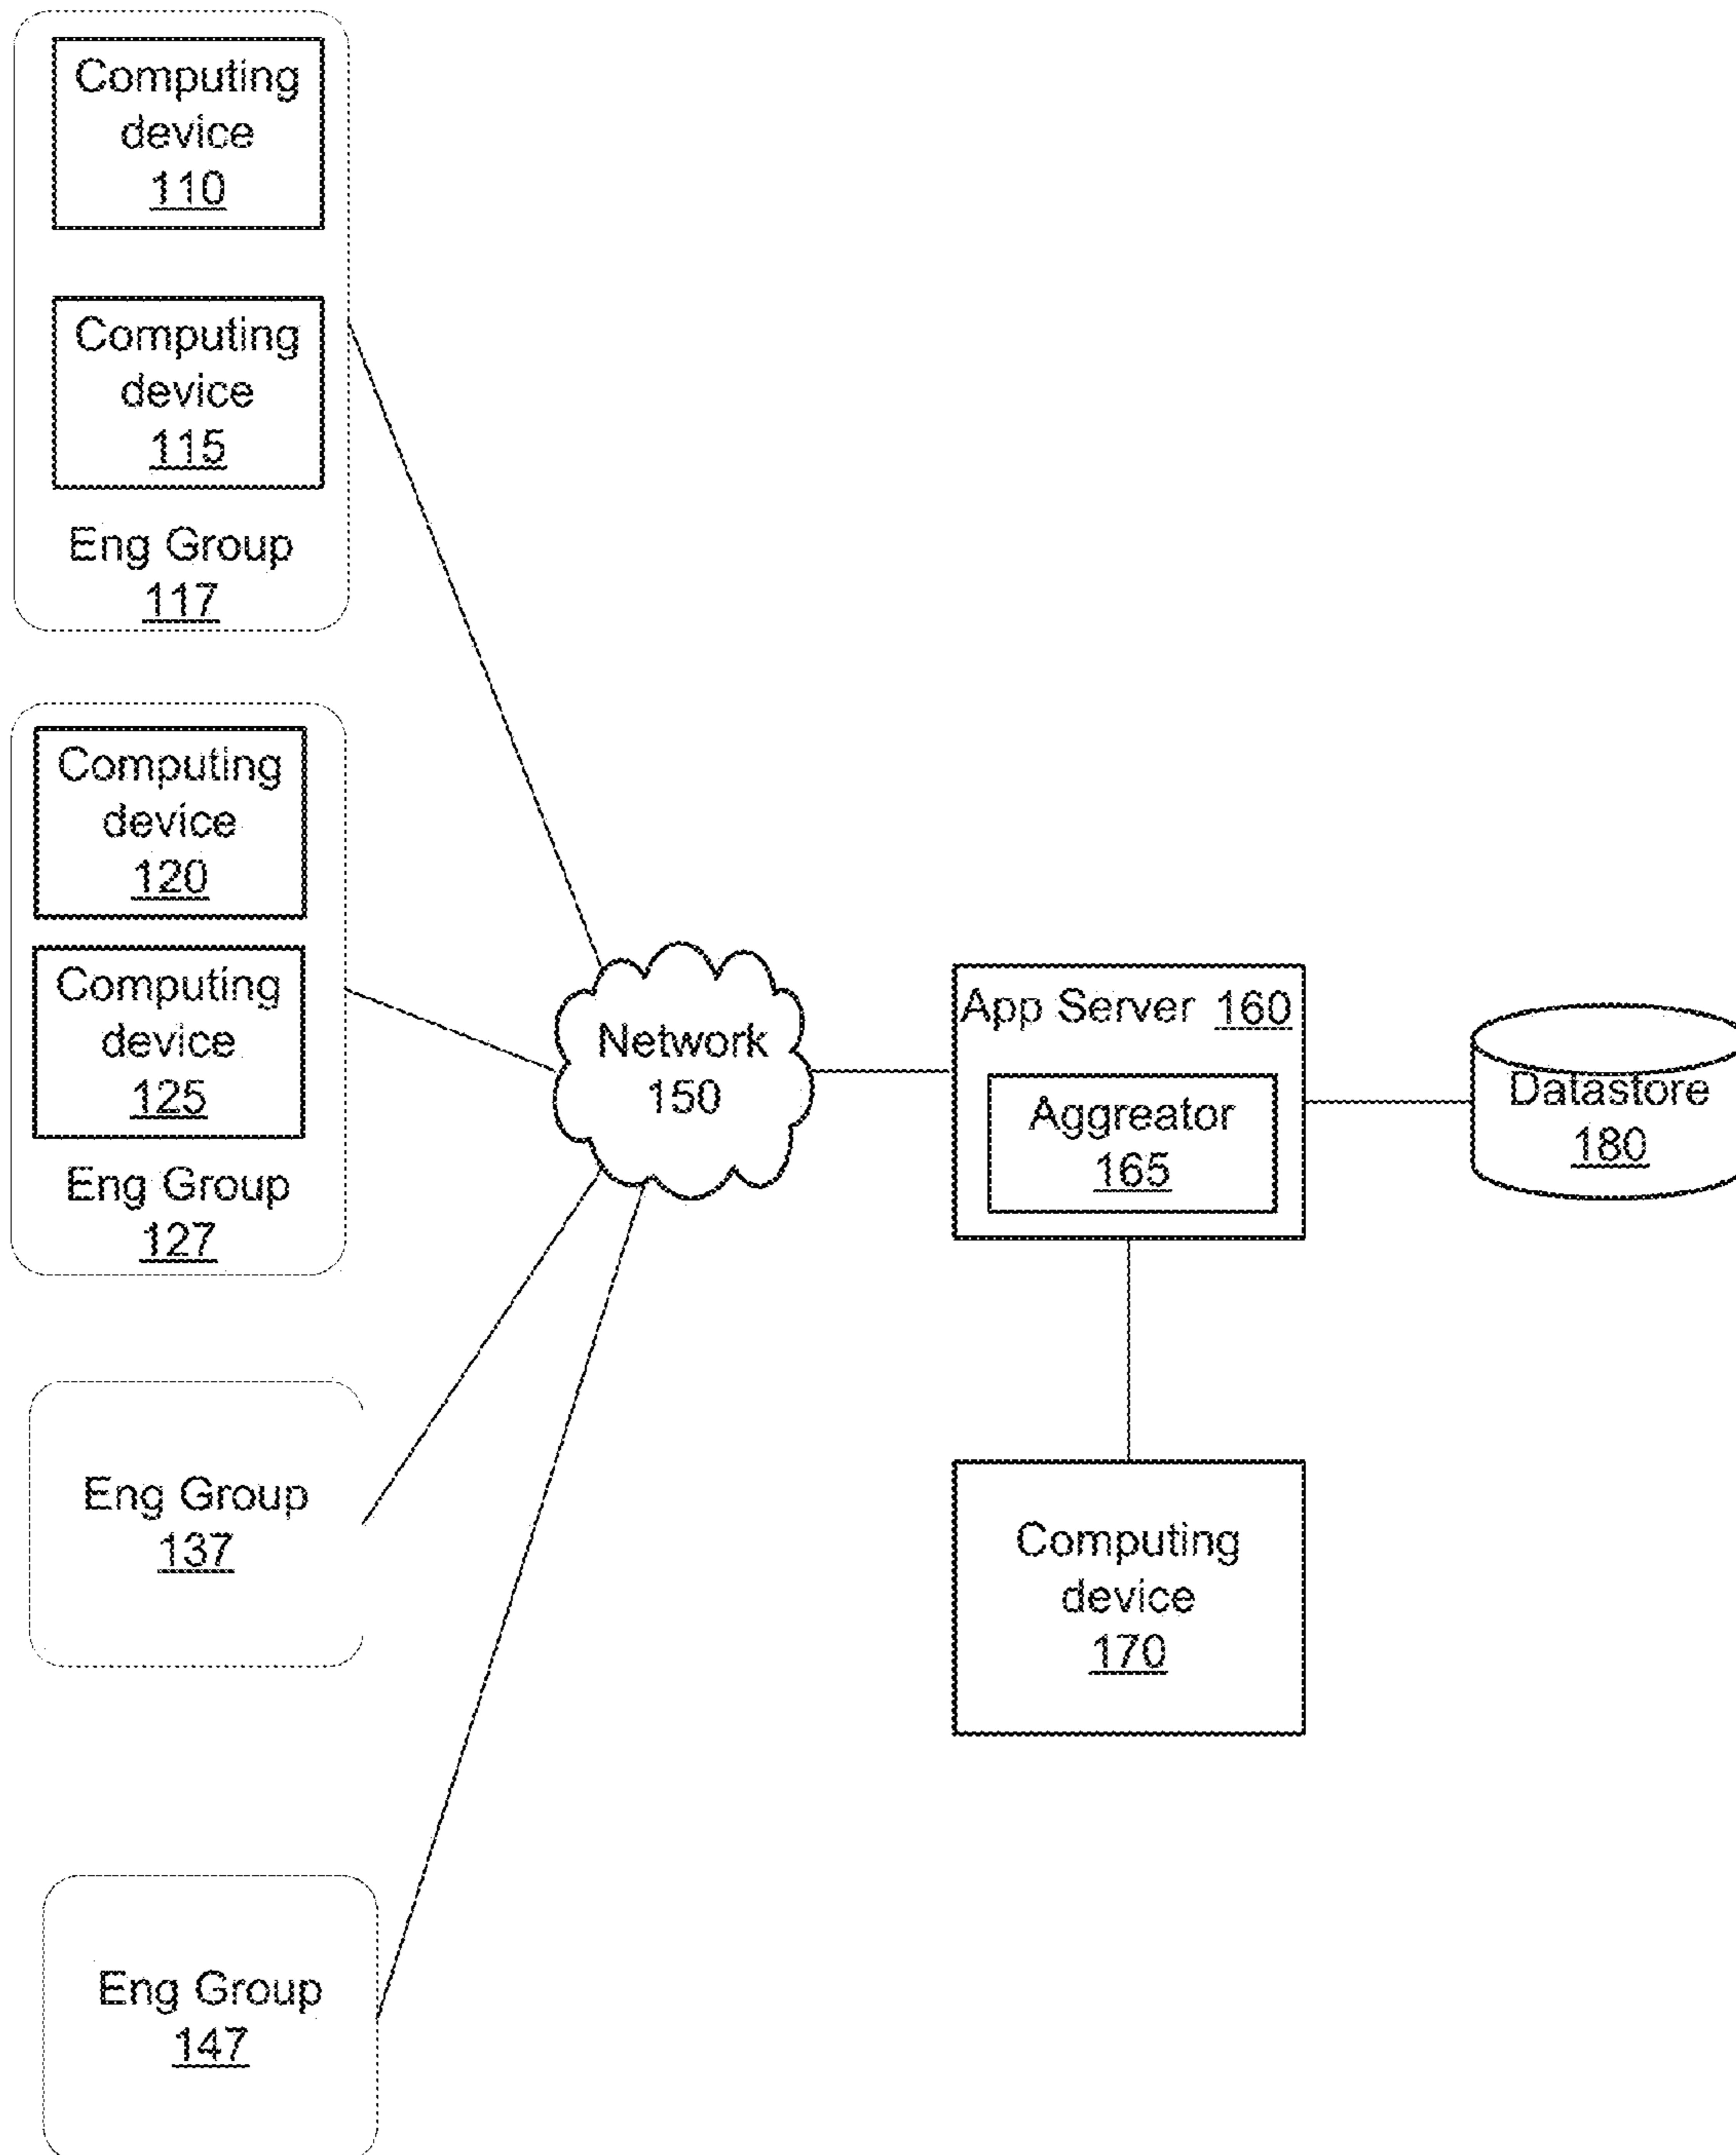 Computing
device
110
Computing
device
115
Eng Group
117
Computing
device
120
Computing
device
125
Eng Group
127
Eng Group
137
Eng Group
147
Network
150
App Server 160
Aggreator
165
Datastore
180
Computing
device
170